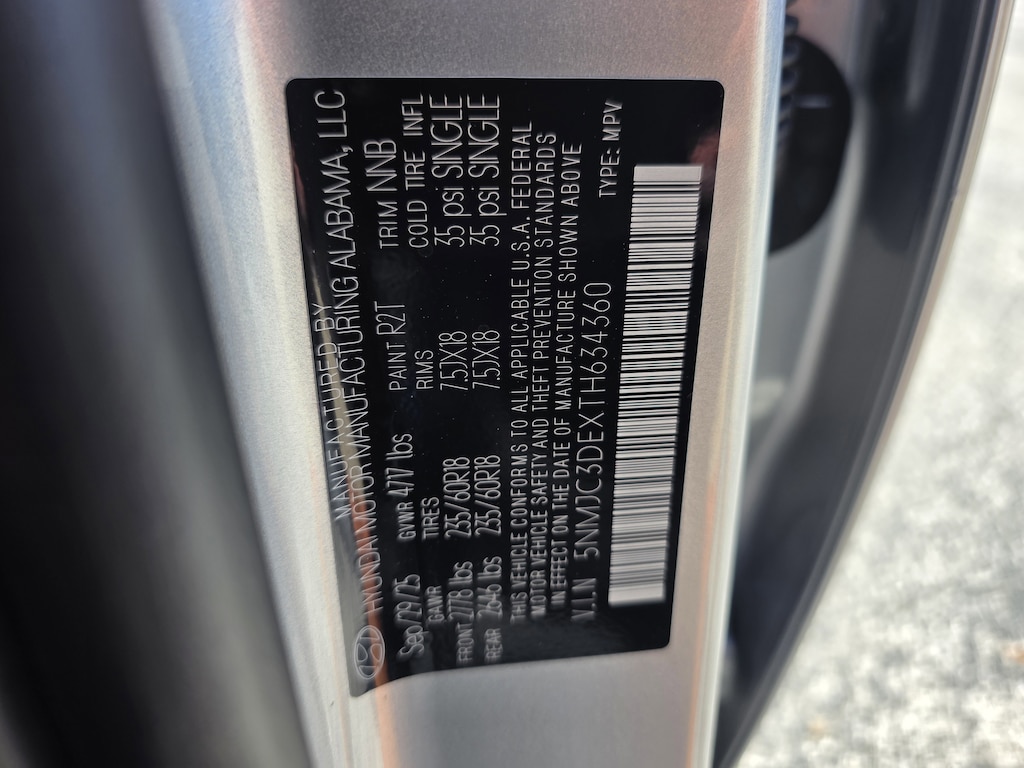 MANUFACTURED BY
HYUNDAI MOTOR MANUFACTURING ALABAMA, LLC
Sep/29/25 GVWR 4717 lbs PAINT R2T TRIM NNB
GAWR TIRES RIMS COLD TIRE INFL
FRONT 2778 lbs 235/60R18 7.5JX18 35 psi SINGLE
REAR 2646 lbs 235/60R18 7.5JX18 35 psi SINGLE
THIS VEHICLE CONFORMS TO ALL APPLICABLE U.S.A. FEDERAL
MOTOR VEHICLE SAFETY AND THEFT PREVENTION STANDARDS
IN EFFECT ON THE DATE OF MANUFACTURE SHOWN ABOVE
V.I.N 5NMJC3DEXTH634360 TYPE: MPV